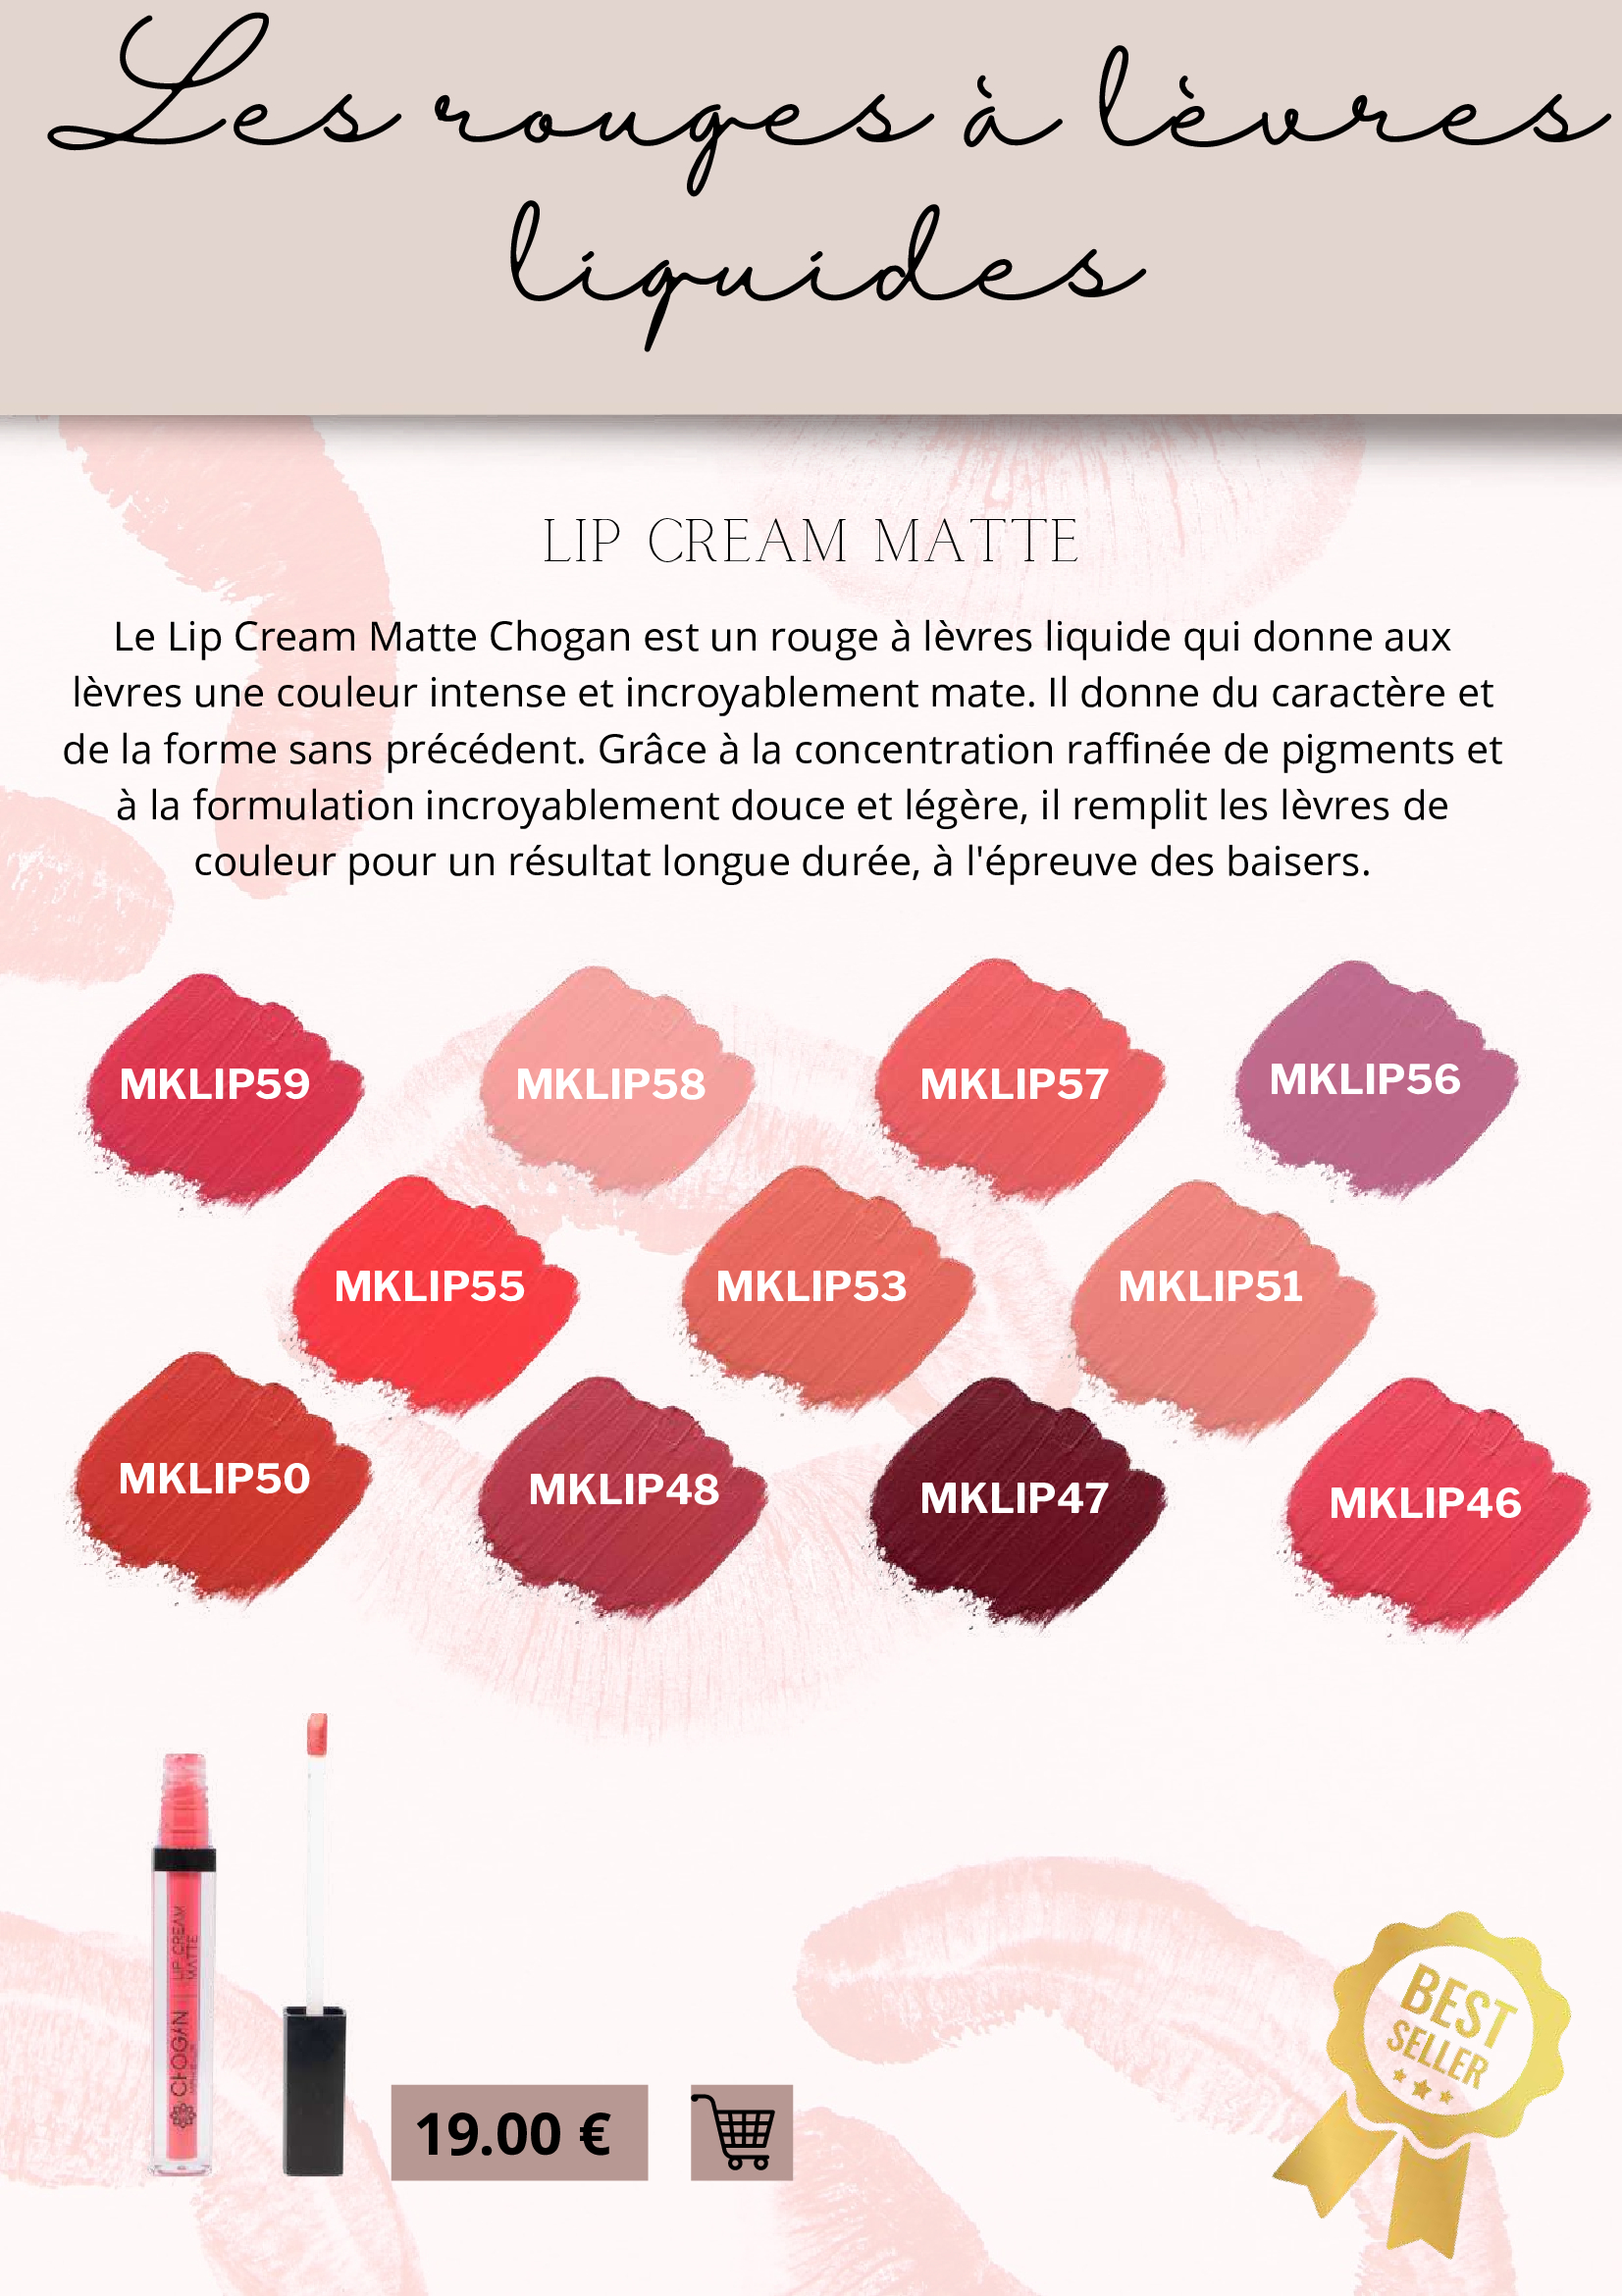 Les rouges à lèvres
liquides
LIP CREAM MATTE
Le Lip Cream Matte Chogan est un rouge à lèvres liquide qui donne aux
lèvres une couleur intense et incroyablement mate. Il donne du caractère et
de la forme sans précédent. Grâce à la concentration raffinée de pigments et
à la formulation incroyablement douce et légère, il remplit les lèvres de
couleur pour un résultat longue durée, à l'épreuve des baisers.
MKLIP59
MKLIP58
MKLIP57
MKLIP56
MKLIP55
MKLIP53
MKLIP51
MKLIP50
MKLIP48
MKLIP47
MKLIP46
CHOGAN
LIP CREAM
MATTE
19.00 €
BEST
SELLER